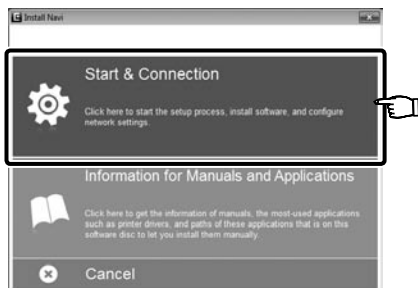 Install Navi
Start & Connection
Click here to start the setup process, install software, and configure
network settings.
Information for Manuals and Applications
Click here to get the information of manuals, the most-used applications
such as printer drivers, and paths of these applications that is on this
software disc to let you install them manually.
Cancel